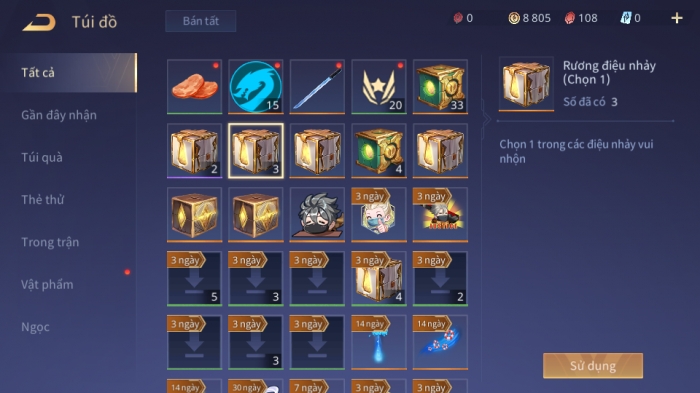 Túi đồ
Bán tất
0
8 805
108
0
Tất cả
Gần đây nhận
Túi quà
Thẻ thử
Trong trận
Vật phẩm
Ngọc
15
20
33
2
3
4
3 ngày
3 ngày
3 ngày
3 ngày
3 ngày
3 ngày
3 ngày
5
3
4
2
3 ngày
3 ngày
3 ngày
14 ngày
14 ngày
3
14 ngày
30 ngày
7 ngày
3 ngày
3 ngày
Rương điệu nhảy
(Chọn 1)
Số đã có 3
Chọn 1 trong các điệu nhảy vui
nhộn
Sử dụng